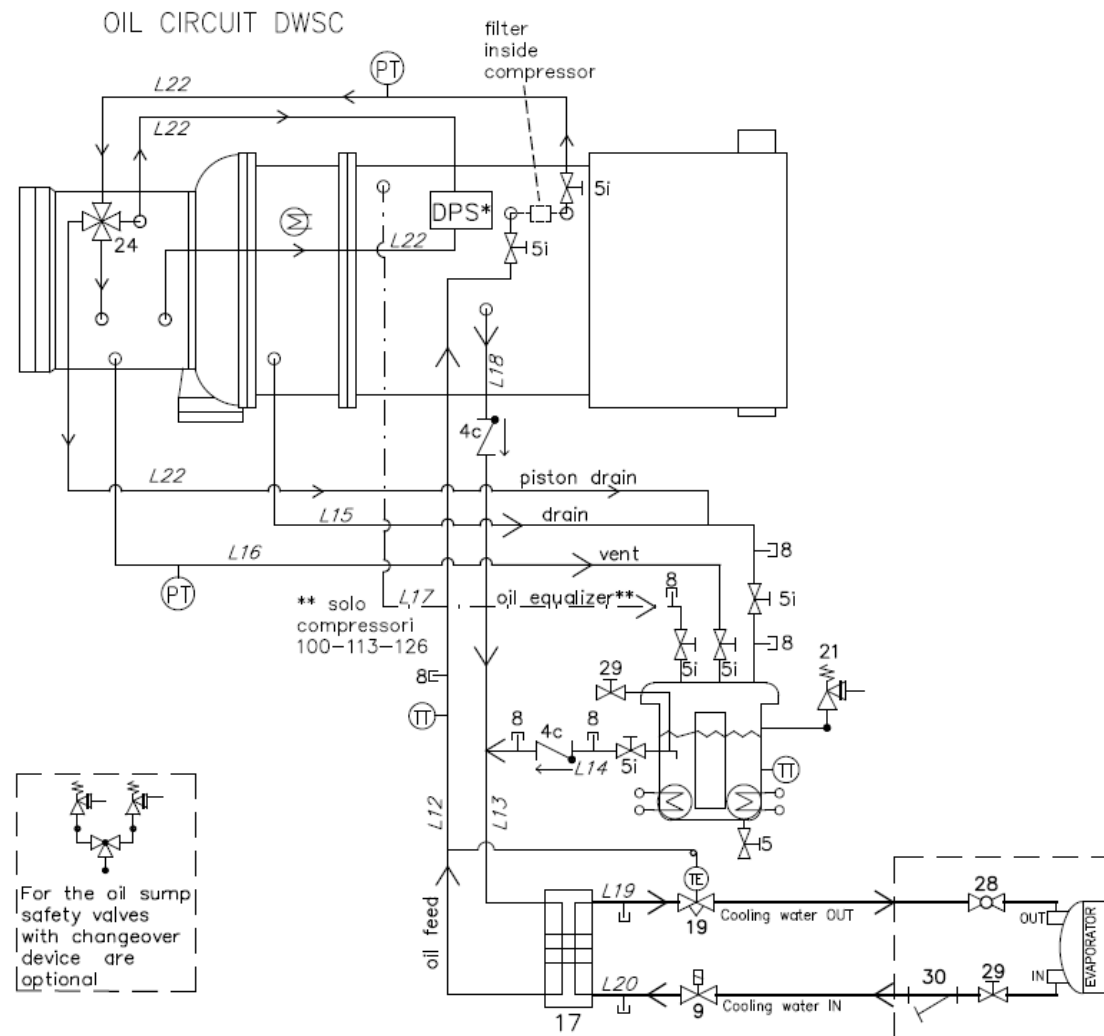 OIL CIRCUIT DWSC
filter
inside
compressor
PT
L22
L22
5i
DPS*
24
L22
5i
L18
4c
L22
piston drain
L15
drain
L16
vent
8
PT
5i
L17
oil equalizer**
8
** solo
compressori
100-113-126
8
5i
5i
21
8
29
TT
8
4c
8
L14
5i
TT
L12
L13
5
For the oil sump
safety valves
with changeover
device are
optional
TE
L19
28
19
Cooling water OUT
OUT
EVAPORATOR
oil feed
IN
30
29
L20
9
Cooling water IN
17